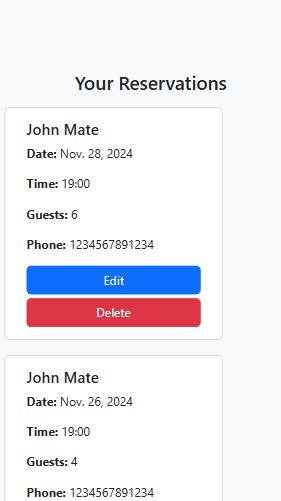 Your Reservations
John Mate
Date: Nov. 28, 2024
Time: 19:00
Guests: 6
Phone: 1234567891234
Edit
Delete
John Mate
Date: Nov. 26, 2024
Time: 19:00
Guests: 4
Phone: 1234567891234